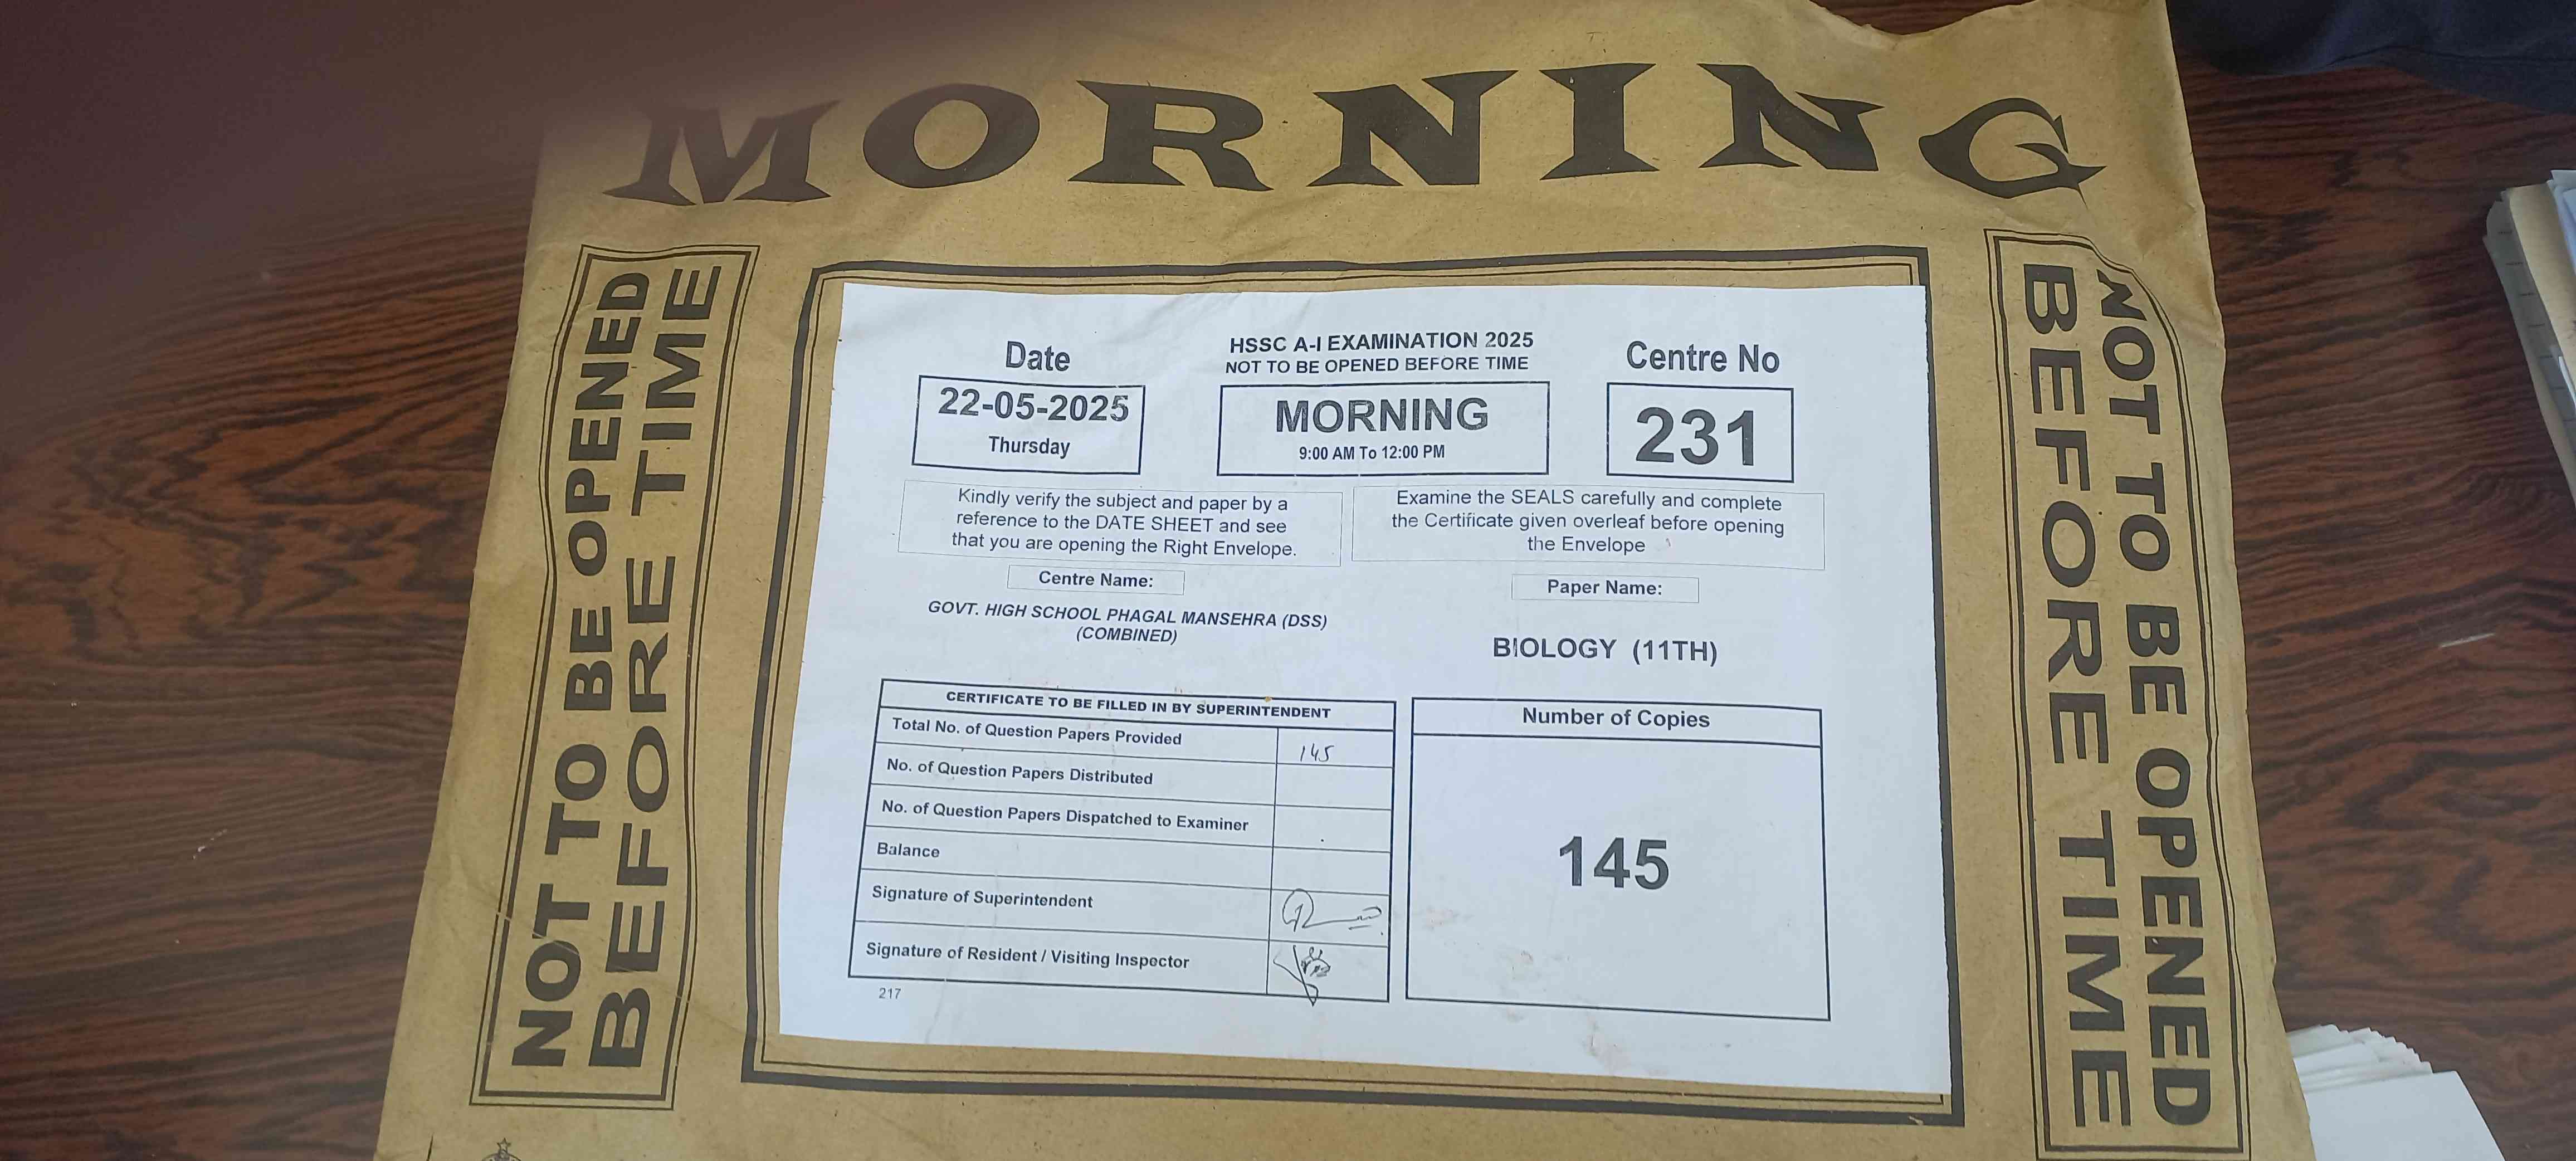 MORNING
NOT TO BE OPENED
BEFORE TIME
Date
22-05-2025
Thursday
HSSC A-I EXAMINATION 2025
NOT TO BE OPENED BEFORE TIME
MORNING
9:00 AM To 12:00 PM
Centre No
231
Kindly verify the subject and paper by a
reference to the DATE SHEET and see
that you are opening the Right Envelope.
Examine the SEALS carefully and complete
the Certificate given overleaf before opening
the Envelope
Centre Name:
GOVT. HIGH SCHOOL PHAGAL MANSEHRA (DSS)
(COMBINED)
Paper Name:
BIOLOGY (11TH)
CERTIFICATE TO BE FILLED IN BY SUPERINTENDENT
Total No. of Question Papers Provided 145
No. of Question Papers Distributed
No. of Question Papers Dispatched to Examiner
Balance
Signature of Superintendent
Signature of Resident / Visiting Inspector
217
Number of Copies
145
NOT TO BE OPENED
BEFORE TIME